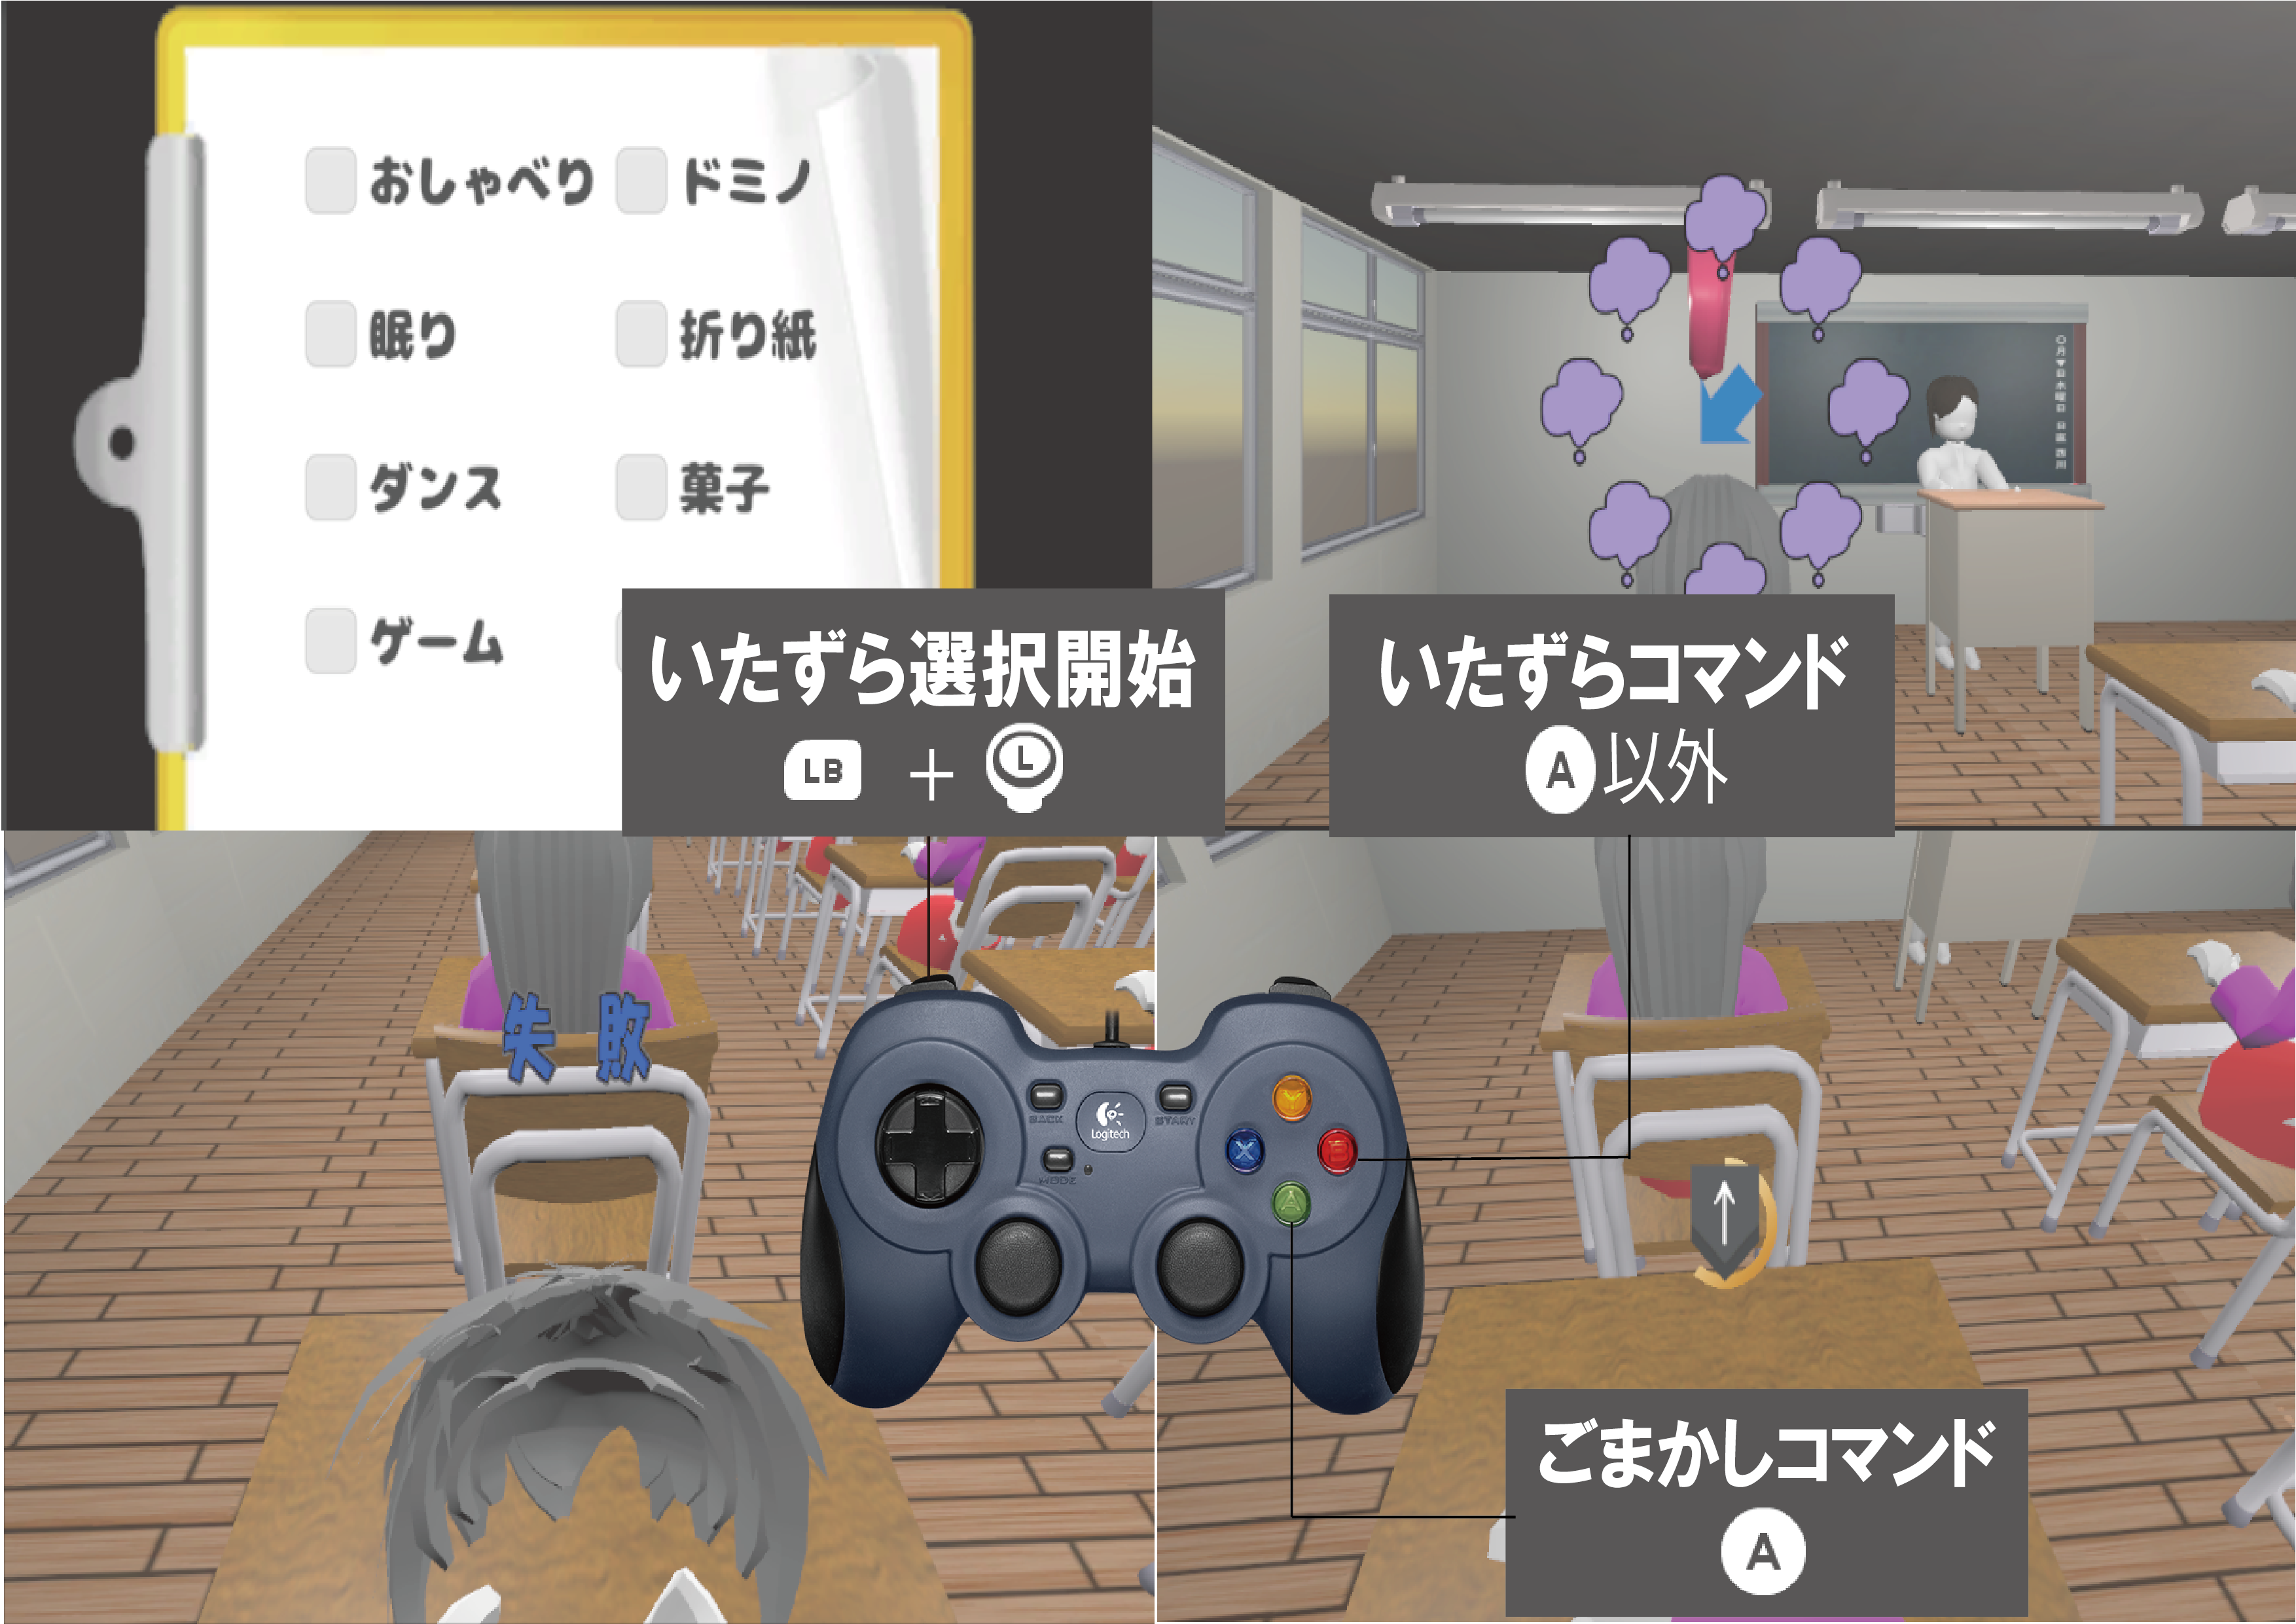 おしゃべり ドミノ
眠り 折り紙
ダンス 菓子
ゲーム
いたずら選択開始
LB + L
いたずらコマンド
A以外
失敗
BACK
START
Logitech
MODE
Y
X
B
A
ごまかしコマンド
A